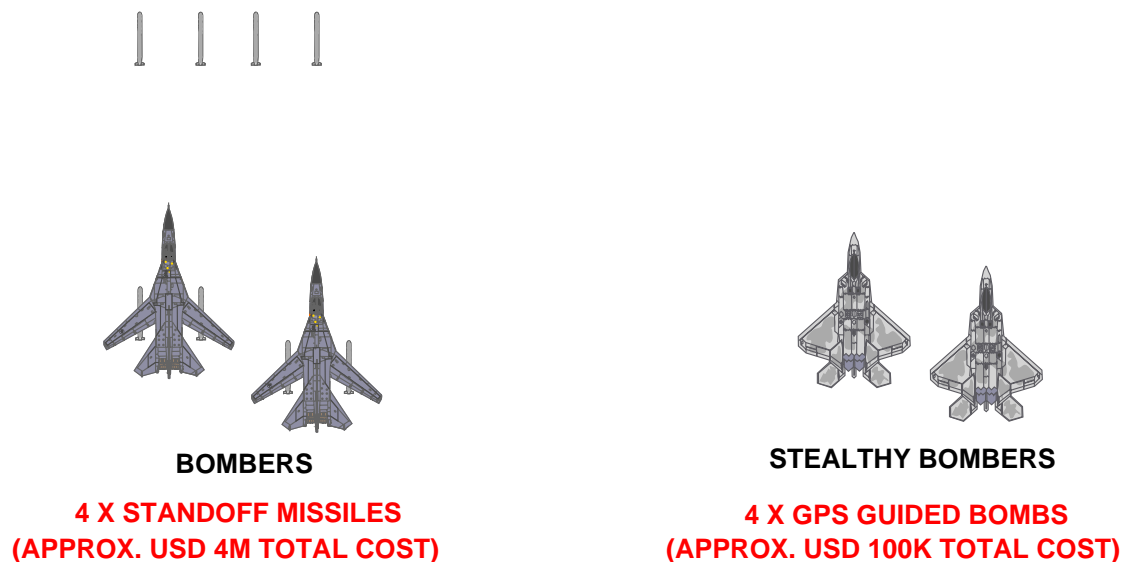 BOMBERS
4 X STANDOFF MISSILES
(APPROX. USD 4M TOTAL COST)
STEALTHY BOMBERS
4 X GPS GUIDED BOMBS
(APPROX. USD 100K TOTAL COST)